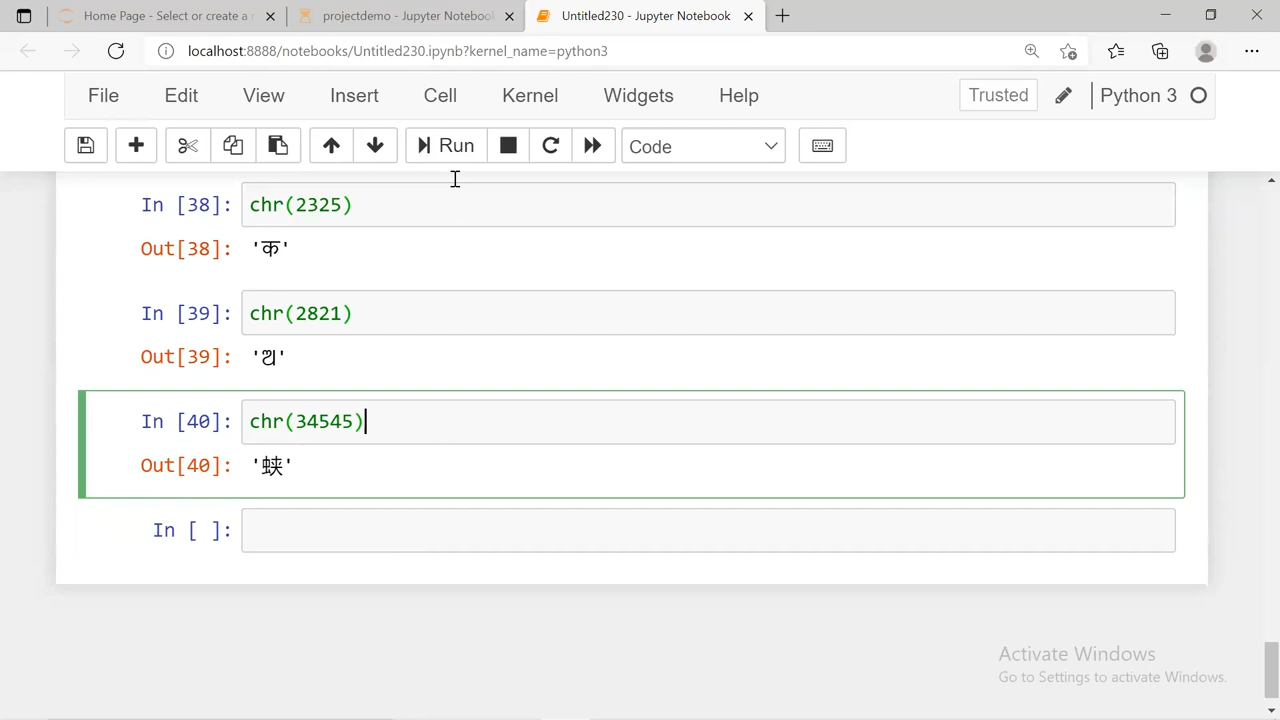 Home Page - Select or create a n
projectdemo - Jupyter Notebook
Untitled230 - Jupyter Notebook
localhost:8888/notebooks/Untitled230.ipynb?kernel_name=python3
File Edit View Insert Cell Kernel Widgets Help Trusted Python 3
Run Code
In [38]: chr(2325)
Out[38]: 'क'
In [39]: chr(2821)
Out[39]: 'ଅ'
In [40]: chr(34545)
Out[40]: '蛱'
In [ ]:
Activate Windows
Go to Settings to activate Windows.